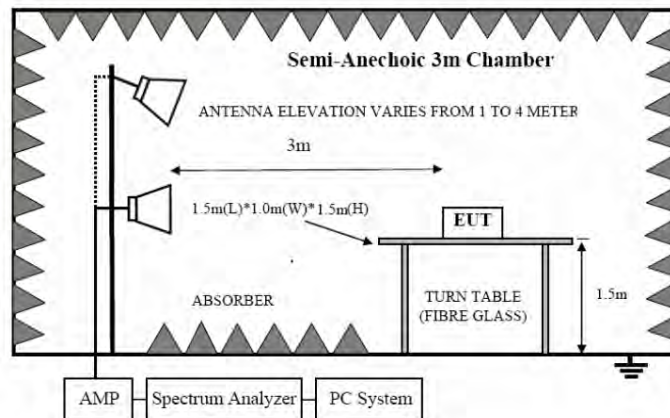 Semi-Anechoic 3m Chamber
ANTENNA ELEVATION VARIES FROM 1 TO 4 METER
3m
1.5m(L)*1.0m(W)*1.5m(H)
EUT
ABSORBER
TURN TABLE
(FIBRE GLASS)
1.5m
AMP
Spectrum Analyzer
PC System